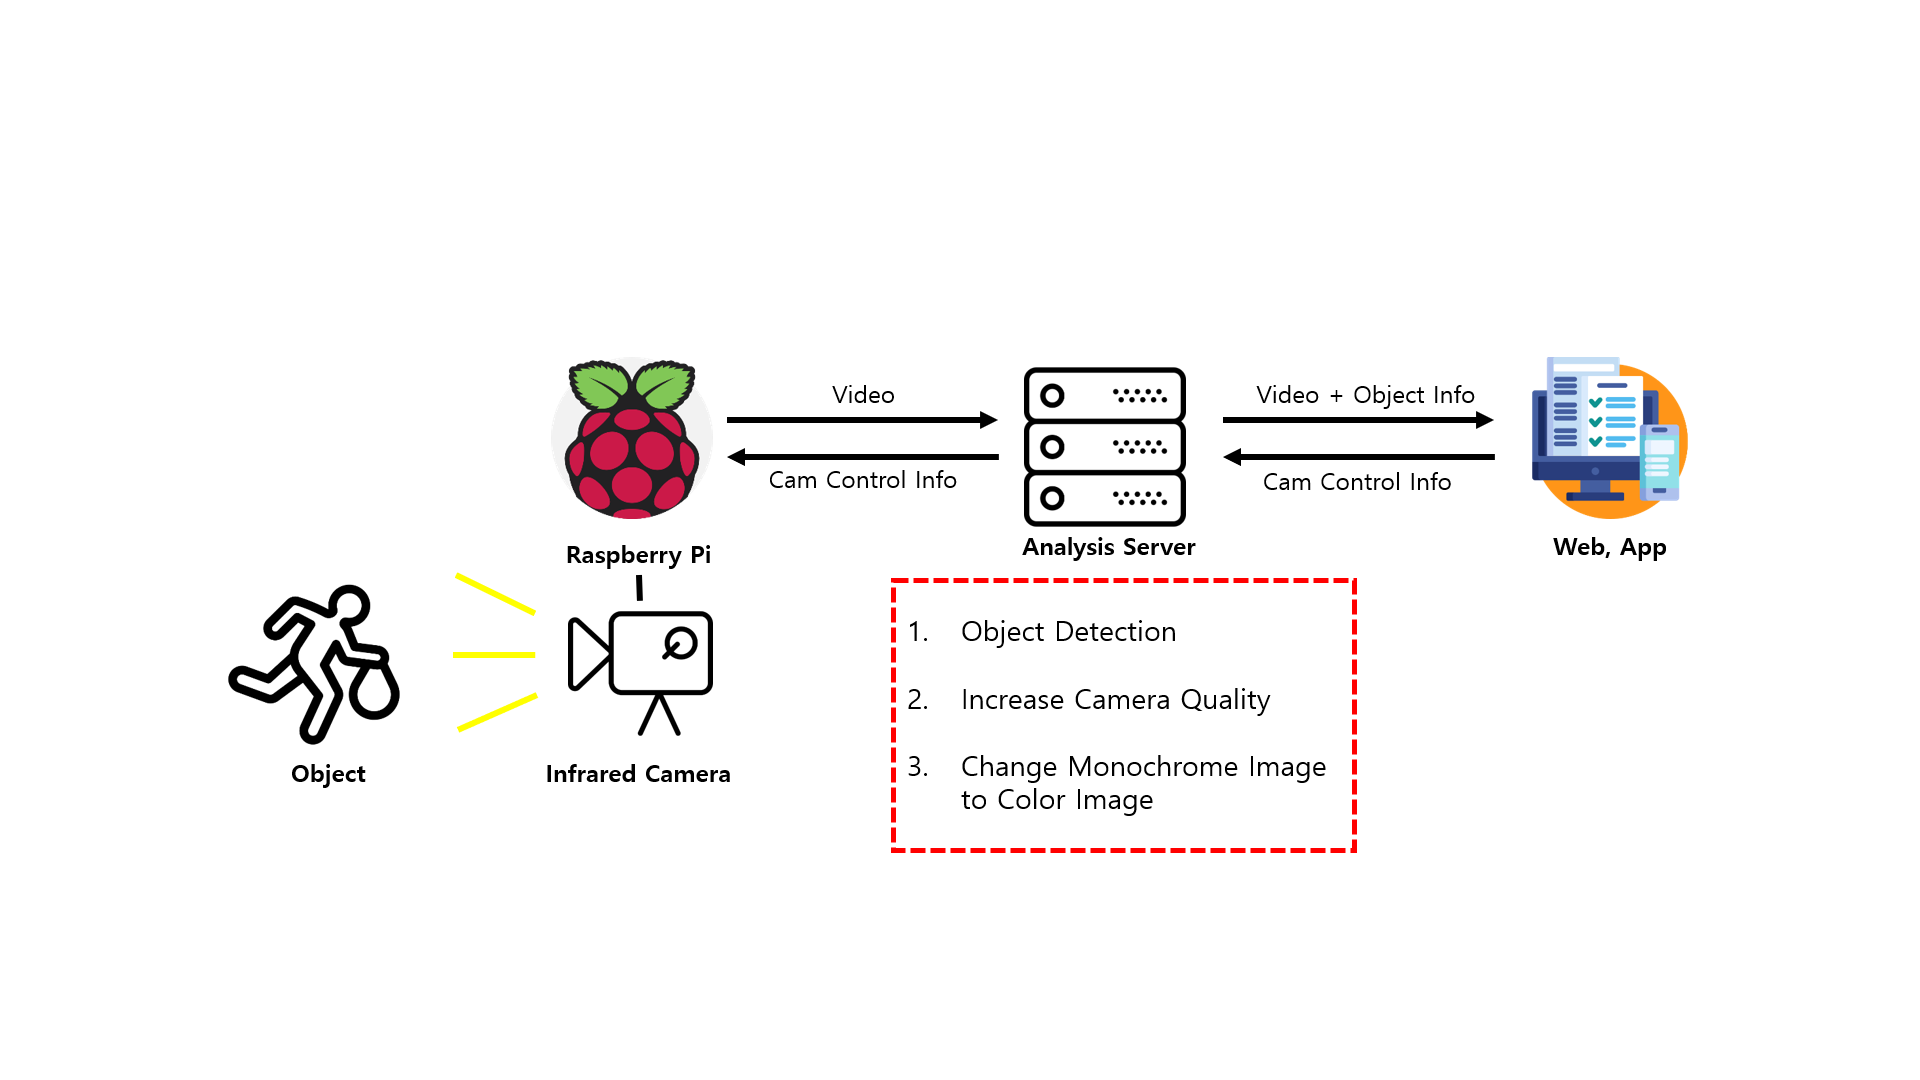 Video
Cam Control Info
Video + Object Info
Cam Control Info
Raspberry Pi
Analysis Server
Web, App
Object
Infrared Camera
1. Object Detection
2. Increase Camera Quality
3. Change Monochrome Image
to Color Image